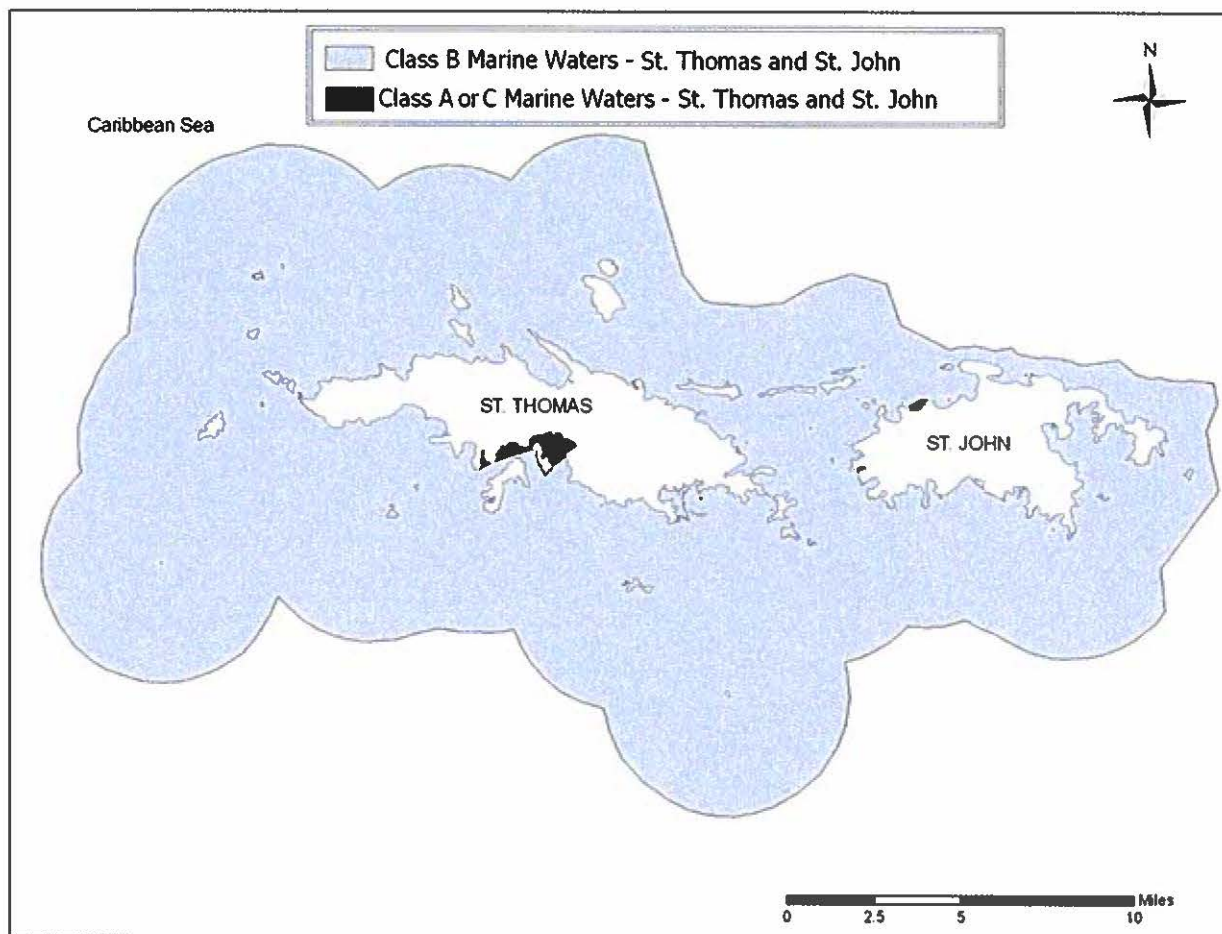 Class B Marine Waters - St. Thomas and St. John
Class A or C Marine Waters - St. Thomas and St. John
N
Caribbean Sea
ST. THOMAS
ST. JOHN
Miles
0 2.5 5 10